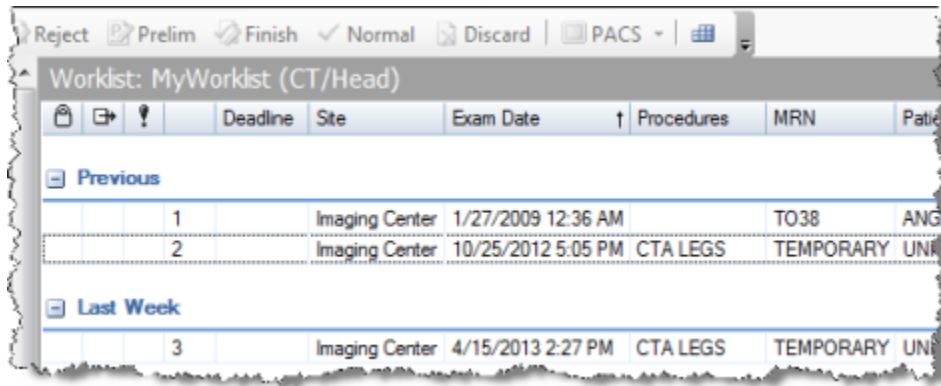 Reject Prelim Finish Normal Discard PACS
Worklist: MyWorklist (CT/Head)
Deadline Site Exam Date Procedures MRN
Previous
1 Imaging Center 1/27/2009 12:36 AM TO38 ANG
2 Imaging Center 10/25/2012 5:05 PM CTA LEGS TEMPORARY
Last Week
3 Imaging Center 4/15/2013 2:27 PM CTA LEGS TEMPORARY